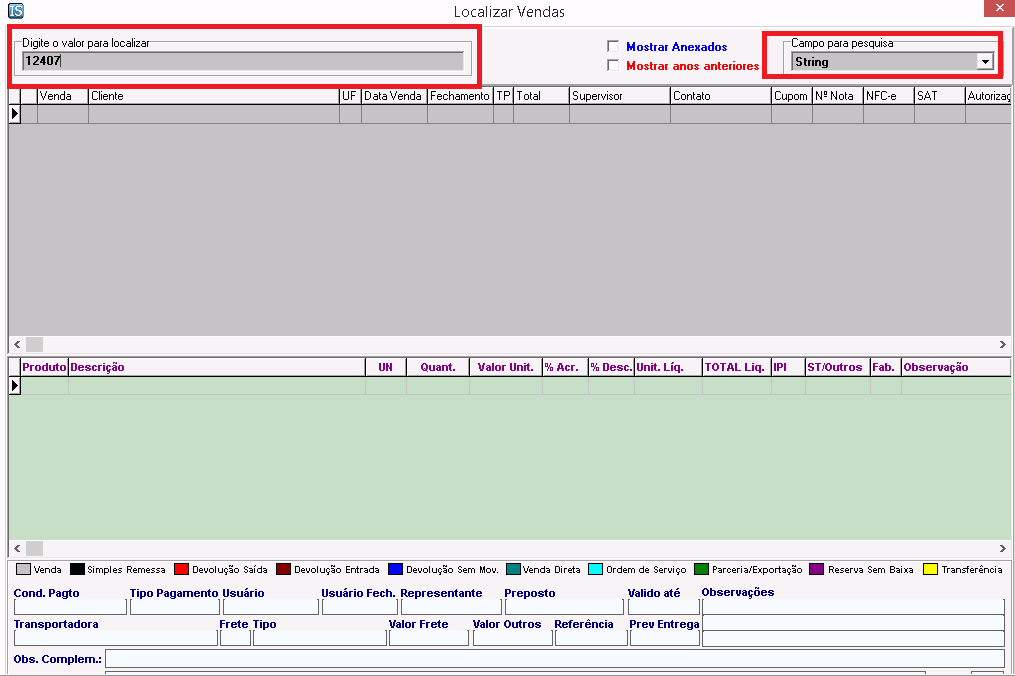 IS
Localizar Vendas
Digite o valor para localizar
12407
Mostrar Anexados
Mostrar anos anteriores
Campo para pesquisa
String
Venda Cliente UF Data Venda Fechamento TP Total Supervisor Contato Cupom Nº Nota NFC-e SAT Autorizaç
Produto Descrição UN Quant. Valor Unit. % Acr. % Desc. Unit. Líq. TOTAL Liq. IPI ST/Outros Fab. Observação
Venda Simples Remessa Devolução Saída Devolução Entrada Devolução Sem Mov. Venda Direta Ordem de Serviço Parceria/Exportação Reserva Sem Baixa Transferência
Cond. Pagto Tipo Pagamento Usuário Usuário Fech. Representante Preposto Valido até Observações
Transportadora Frete Tipo Valor Frete Valor Outros Referência Prev Entrega
Obs. Complem.: